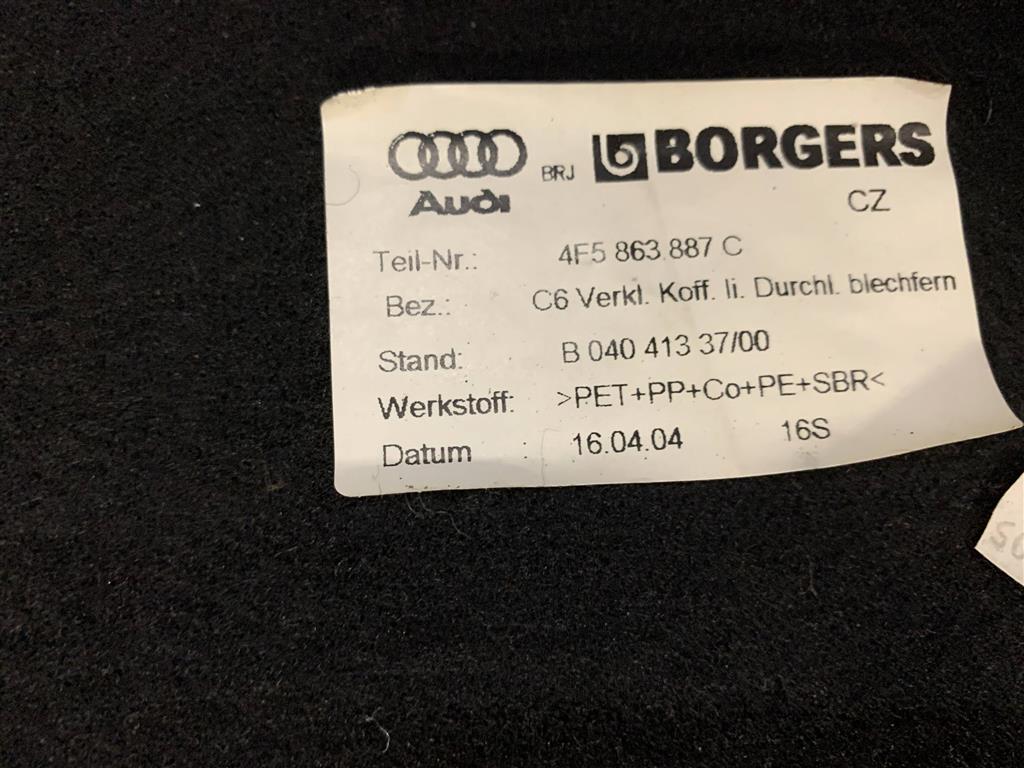 BRJ BORGERS
Audi CZ
Teil-Nr.: 4F5 863 887 C
Bez.: C6 Verkl. Koff. li. Durchl. blechfern
Stand: B 040 413 37/00
Werkstoff: >PET+PP+Co+PE+SBR<
Datum : 16.04.04 16S